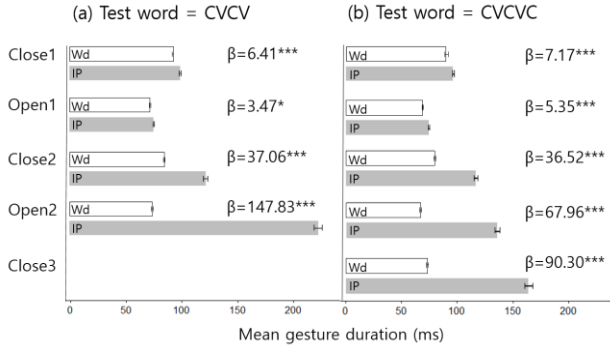 (a) Test word = CVCV
(b) Test word = CVCVC
Close1
Wd
β=6.41***
IP
Wd
β=7.17***
IP
Open1
Wd
β=3.47*
IP
Wd
β=5.35***
IP
Close2
Wd
β=37.06***
IP
Wd
β=36.52***
IP
Open2
Wd
β=147.83***
IP
Wd
β=67.96***
IP
Close3
Wd
β=90.30***
IP
0 50 100 150 200
0 50 100 150 200
Mean gesture duration (ms)